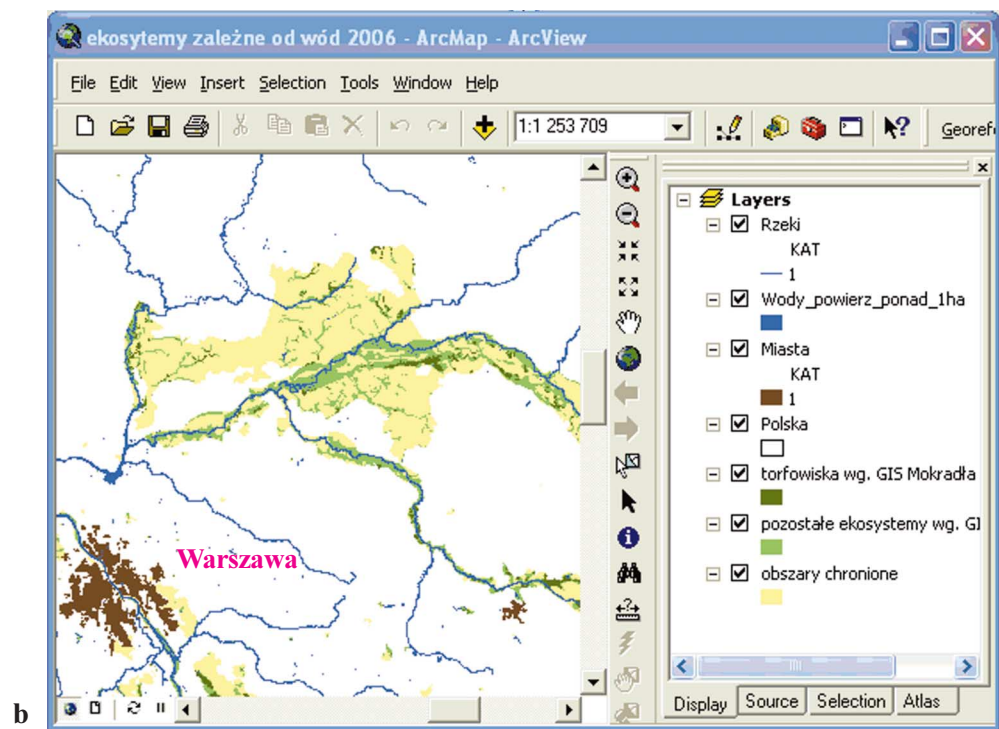 ekosytemy zależne od wód 2006 - ArcMap - ArcView
File Edit View Insert Selection Tools Window Help
1:1 253 709
Georef
Layers
Rzeki
KAT
1
Wody_powierz_ponad_1ha
Miasta
KAT
1
Polska
torfowiska wg. GIS Mokradła
pozostałe ekosystemy wg. GI
obszary chronione
Warszawa
Display Source Selection Atlas
b